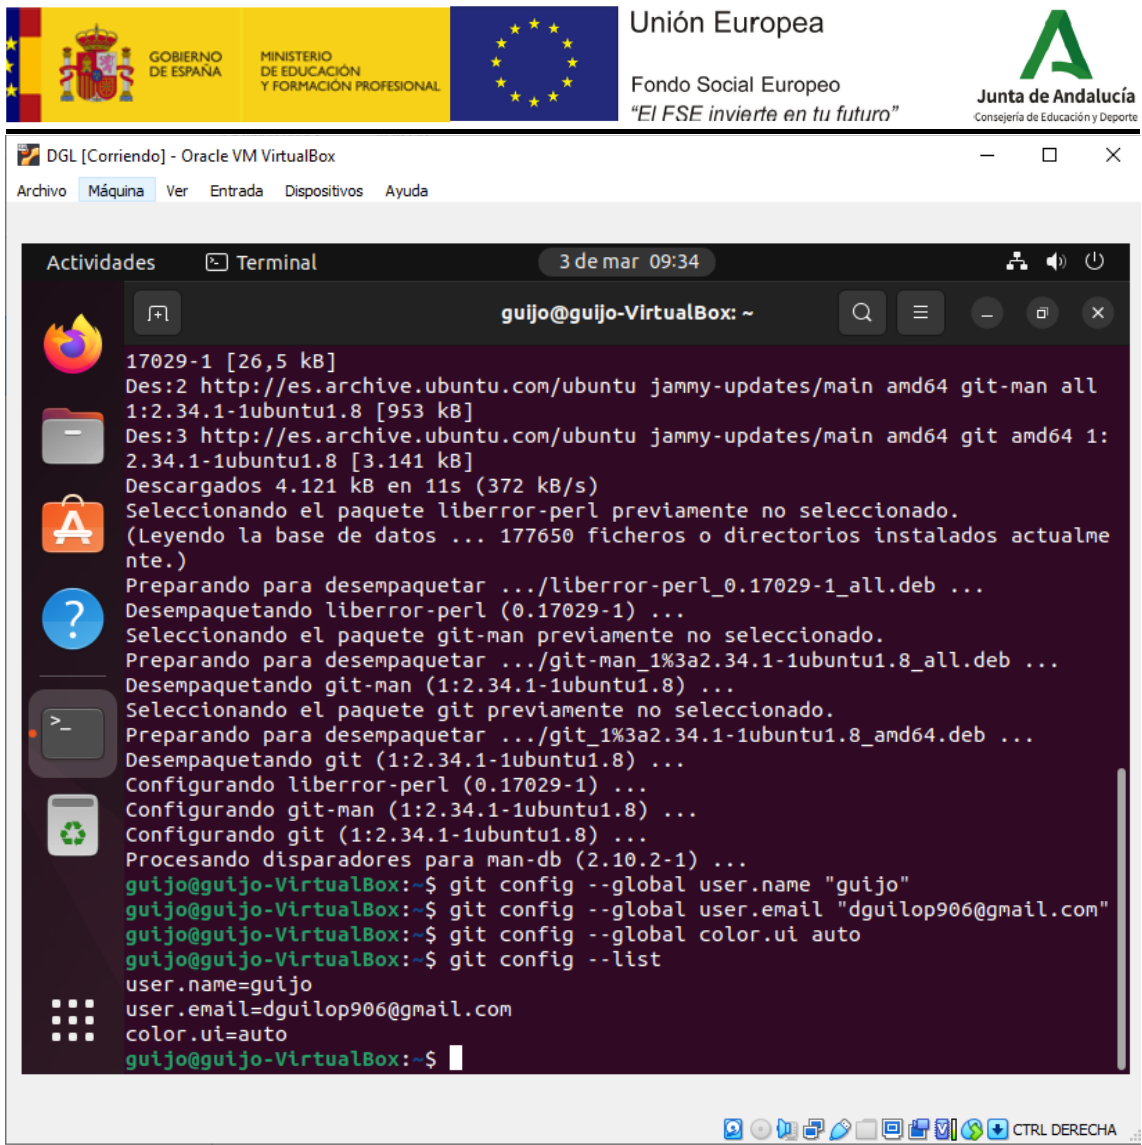 GOBIERNO
DE ESPAÑA
MINISTERIO
DE EDUCACIÓN
Y FORMACIÓN PROFESIONAL
Unión Europea
Fondo Social Europeo
“El FSE invierte en tu futuro”
Junta de Andalucía
Consejería de Educación y Deporte
DGL [Corriendo] - Oracle VM VirtualBox
Archivo Máquina Ver Entrada Dispositivos Ayuda
Actividades Terminal 3 de mar 09:34
guijo@guijo-VirtualBox: ~
17029-1 [26,5 kB]
Des:2 http://es.archive.ubuntu.com/ubuntu jammy-updates/main amd64 git-man all
1:2.34.1-1ubuntu1.8 [953 kB]
Des:3 http://es.archive.ubuntu.com/ubuntu jammy-updates/main amd64 git amd64 1:
2.34.1-1ubuntu1.8 [3.141 kB]
Descargados 4.121 kB en 11s (372 kB/s)
Seleccionando el paquete liberror-perl previamente no seleccionado.
(Leyendo la base de datos ... 177650 ficheros o directorios instalados actualme
nte.)
Preparando para desempaquetar .../liberror-perl_0.17029-1_all.deb ...
Desempaquetando liberror-perl (0.17029-1) ...
Seleccionando el paquete git-man previamente no seleccionado.
Preparando para desempaquetar .../git-man_1%3a2.34.1-1ubuntu1.8_all.deb ...
Desempaquetando git-man (1:2.34.1-1ubuntu1.8) ...
Seleccionando el paquete git previamente no seleccionado.
Preparando para desempaquetar .../git_1%3a2.34.1-1ubuntu1.8_amd64.deb ...
Desempaquetando git (1:2.34.1-1ubuntu1.8) ...
Configurando liberror-perl (0.17029-1) ...
Configurando git-man (1:2.34.1-1ubuntu1.8) ...
Configurando git (1:2.34.1-1ubuntu1.8) ...
Procesando disparadores para man-db (2.10.2-1) ...
guijo@guijo-VirtualBox:~$ git config --global user.name "guijo"
guijo@guijo-VirtualBox:~$ git config --global user.email "dguilop906@gmail.com"
guijo@guijo-VirtualBox:~$ git config --global color.ui auto
guijo@guijo-VirtualBox:~$ git config --list
user.name=guijo
user.email=dguilop906@gmail.com
color.ui=auto
guijo@guijo-VirtualBox:~$
CTRL DERECHA